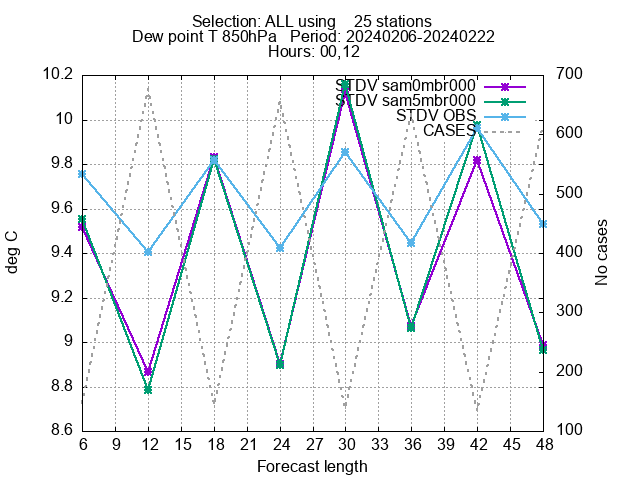 Selection: ALL using 25 stations
Dew point T 850hPa Period: 20240206-20240222
Hours: 00,12
STDV sam0mbr000
STDV sam5mbr000
STDV OBS
CASES
10.2
10
9.8
9.6
9.4
9.2
9
8.8
8.6
deg C
700
600
500
400
300
200
100
No cases
6 9 12 15 18 21 24 27 30 33 36 39 42 45 48
Forecast length